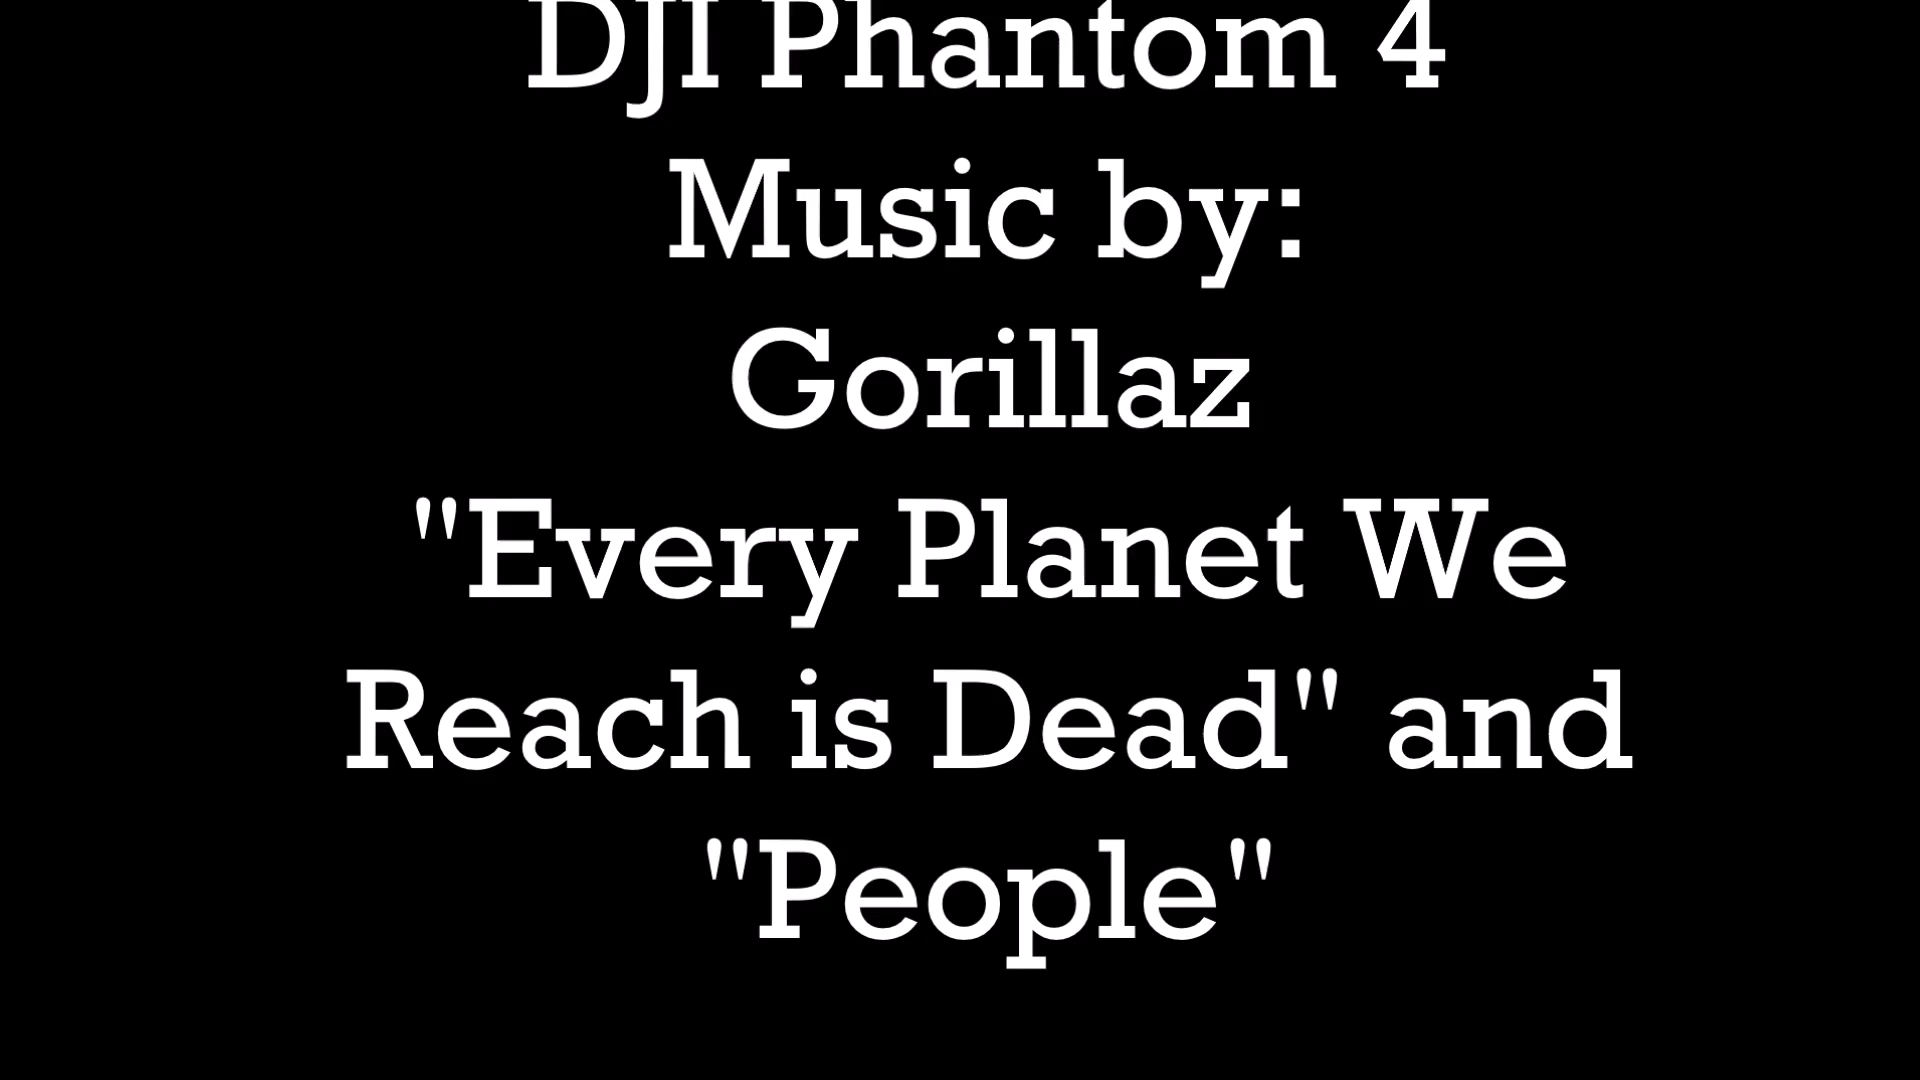 DJI Phantom 4
Music by:
Gorillaz
"Every Planet We
Reach is Dead" and
"People"